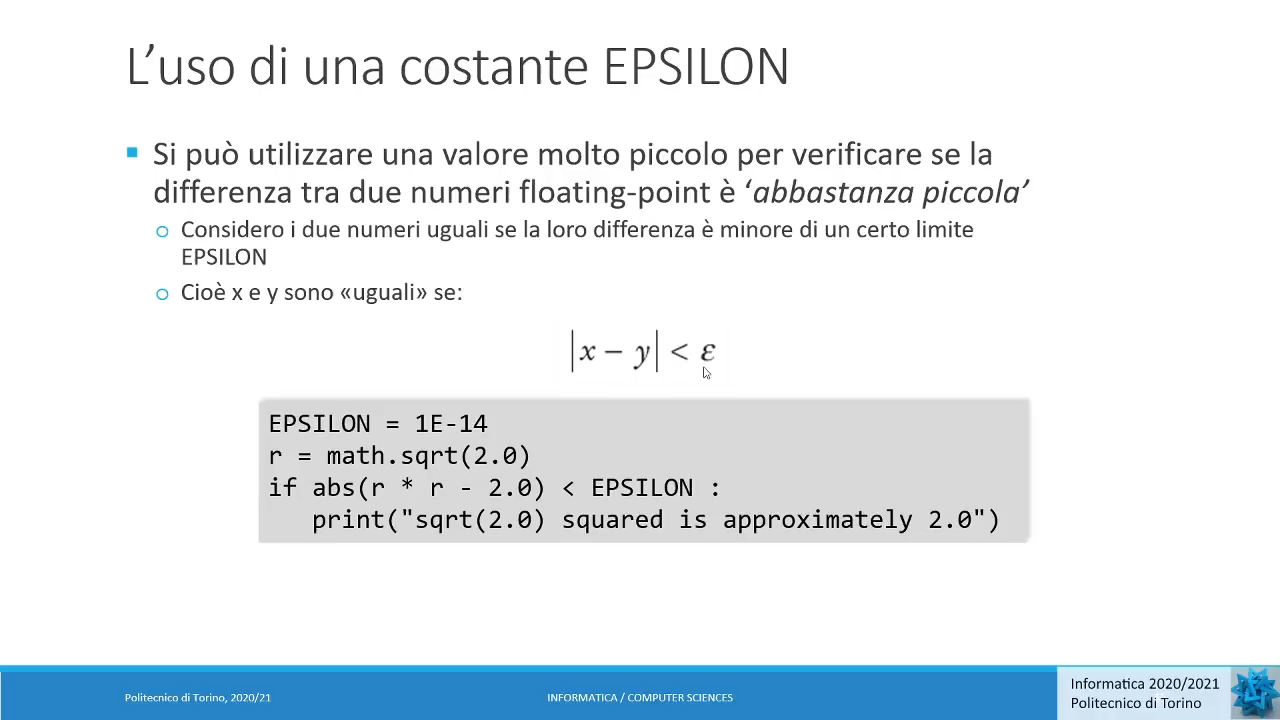 L’uso di una costante EPSILON
Si può utilizzare una valore molto piccolo per verificare se la
differenza tra due numeri floating-point è ‘abbastanza piccola’
Considero i due numeri uguali se la loro differenza è minore di un certo limite
EPSILON
Cioè x e y sono «uguali» se:
|x − y| < ε
EPSILON = 1E-14
r = math.sqrt(2.0)
if abs(r * r - 2.0) < EPSILON :
   print("sqrt(2.0) squared is approximately 2.0")
Politecnico di Torino, 2020/21
INFORMATICA / COMPUTER SCIENCES
Informatica 2020/2021
Politecnico di Torino